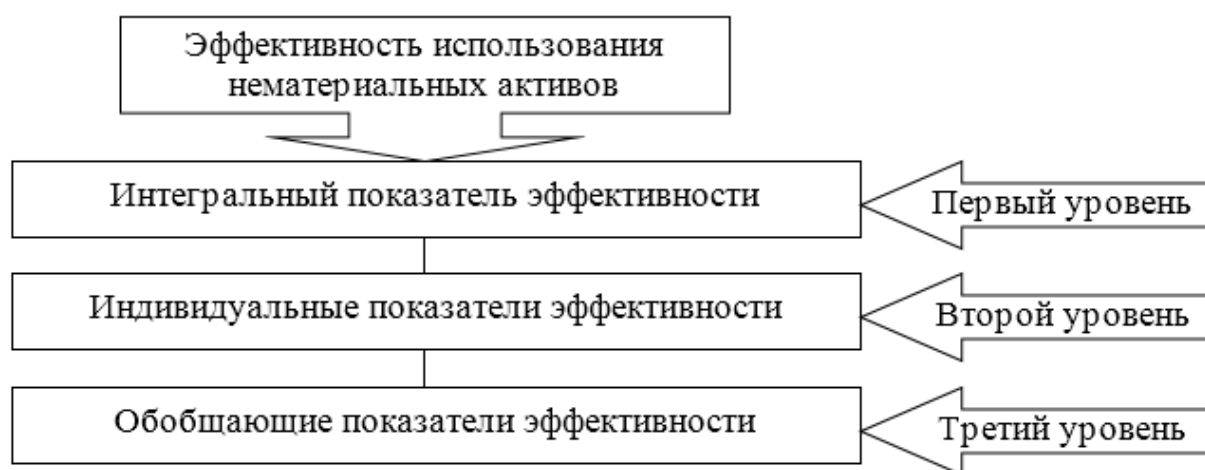 Эффективность использования
нематериальных активов
Интегральный показатель эффективности
Первый уровень
Индивидуальные показатели эффективности
Второй уровень
Обобщающие показатели эффективности
Третий уровень